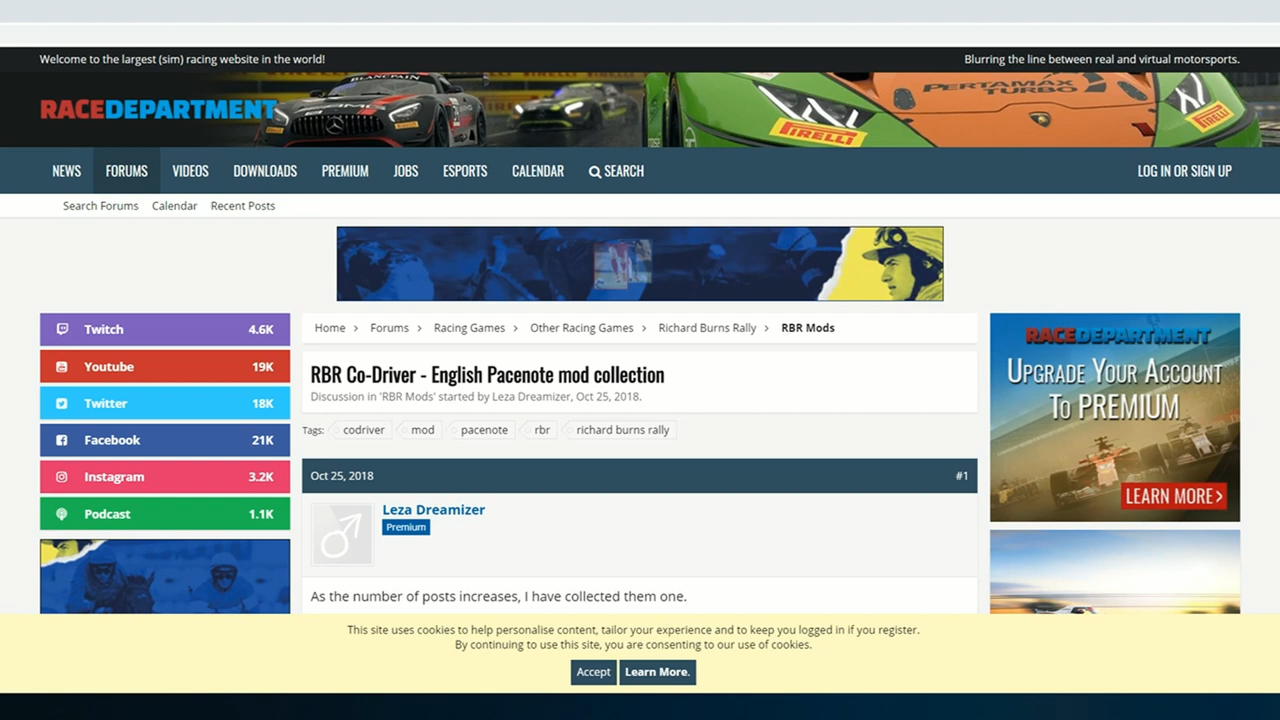 Welcome to the largest (sim) racing website in the world!
Blurring the line between real and virtual motorsports.
RACEDEPARTMENT
BLANCPAIN
PERTAMAX
TURBO
PIRELLI
PIRELLI
NEWS
FORUMS
VIDEOS
DOWNLOADS
PREMIUM
JOBS
ESPORTS
CALENDAR
SEARCH
LOG IN OR SIGN UP
Search Forums
Calendar
Recent Posts
Twitch 4.6K
Youtube 19K
Twitter 18K
Facebook 21K
Instagram 3.2K
Podcast 1.1K
Home > Forums > Racing Games > Other Racing Games > Richard Burns Rally > RBR Mods
RBR Co-Driver - English Pacenote mod collection
Discussion in 'RBR Mods' started by Leza Dreamizer, Oct 25, 2018.
Tags: codriver mod pacenote rbr richard burns rally
Oct 25, 2018 #1
Leza Dreamizer
Premium
As the number of posts increases, I have collected them one.
RACEDEPARTMENT
UPGRADE YOUR ACCOUNT
TO PREMIUM
LEARN MORE>
This site uses cookies to help personalise content, tailor your experience and to keep you logged in if you register.
By continuing to use this site, you are consenting to our use of cookies.
Accept
Learn More.